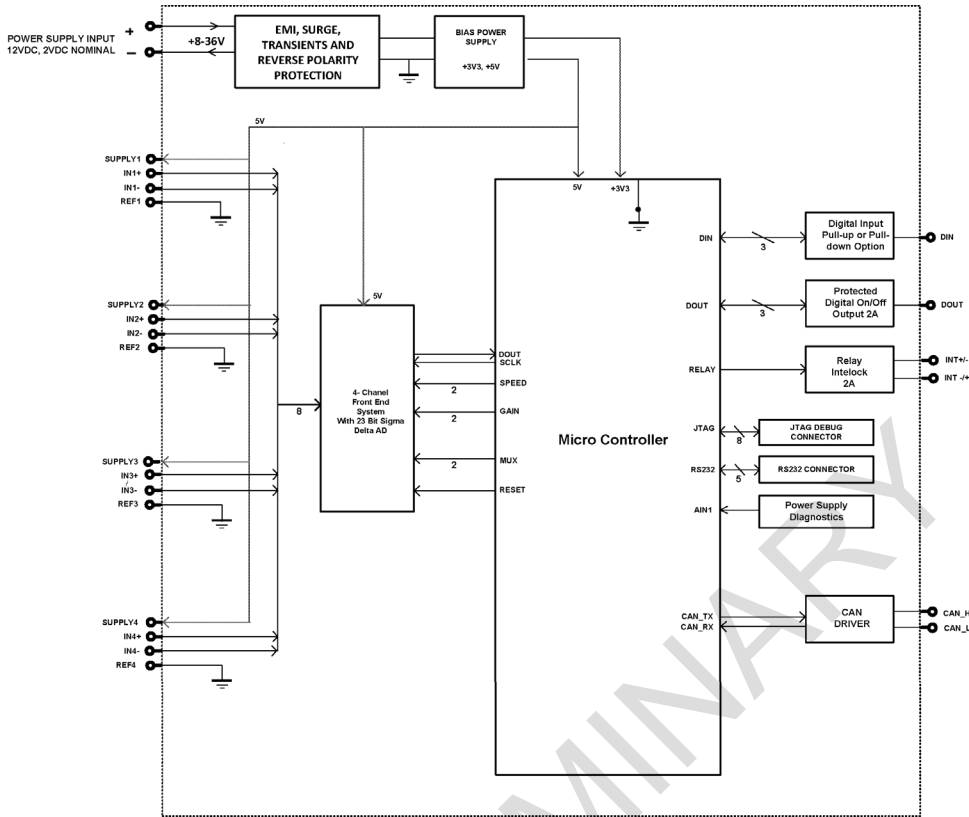 POWER SUPPLY INPUT
12VDC, 2VDC NOMINAL
+
−
+8-36V
EMI, SURGE,
TRANSIENTS AND
REVERSE POLARITY
PROTECTION
BIAS POWER
SUPPLY
+3V3, +5V
5V
SUPPLY1
IN1+
IN1-
REF1
SUPPLY2
IN2+
IN2-
REF2
SUPPLY3
IN3+
IN3-
REF3
SUPPLY4
IN4+
IN4-
REF4
8
5V
4- Chanel
Front End
System
With 23 Bit Sigma
Delta AD
2
2
2
5V
+3V3
DOUT
SCLK
SPEED
GAIN
MUX
RESET
Micro Controller
DIN
DOUT
RELAY
JTAG
RS232
AIN1
CAN_TX
CAN_RX
3
3
8
5
Digital Input
Pull-up or Pull-
down Option
DIN
Protected
Digital On/Off
Output 2A
DOUT
Relay
Intelock
2A
INT+/-
INT -/+
JTAG DEBUG
CONNECTOR
RS232 CONNECTOR
Power Supply
Diagnostics
CAN
DRIVER
CAN_H
CAN_L
MINARY